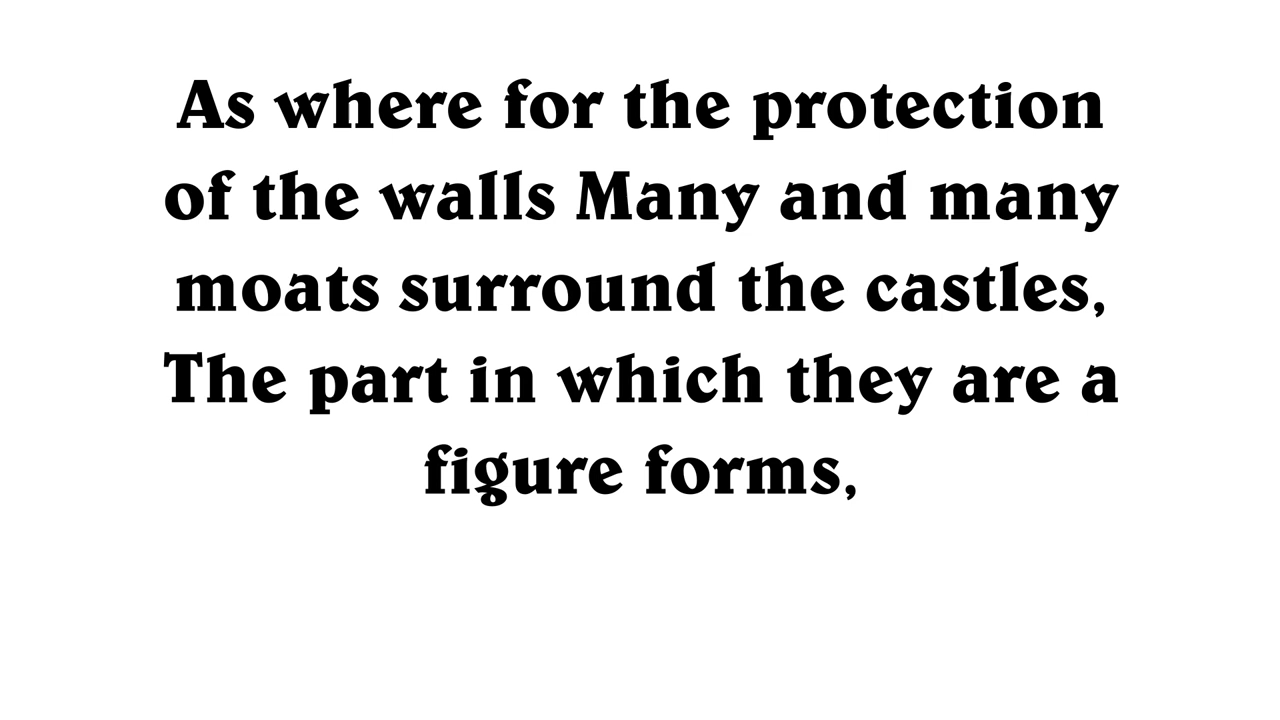 As where for the protection
of the walls Many and many
moats surround the castles,
The part in which they are a
figure forms,